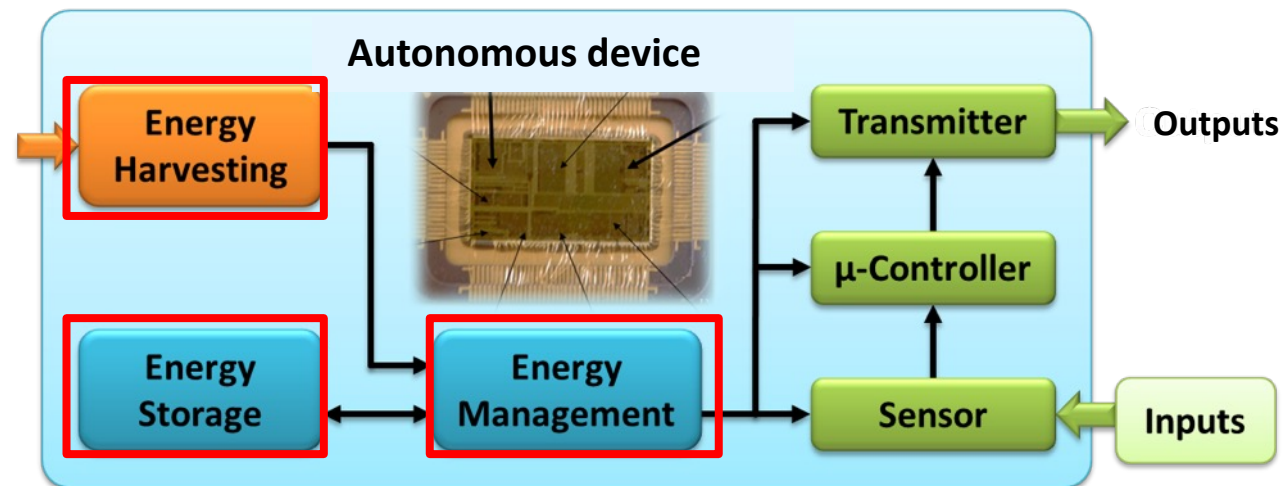 Autonomous device
Energy
Harvesting
Transmitter
Outputs
μ-Controller
Energy
Storage
Energy
Management
Sensor
Inputs